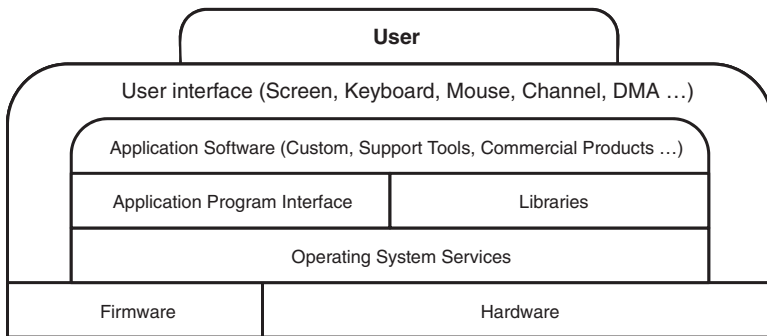 User
User interface (Screen, Keyboard, Mouse, Channel, DMA …)
Application Software (Custom, Support Tools, Commercial Products …)
Application Program Interface
Libraries
Operating System Services
Firmware
Hardware